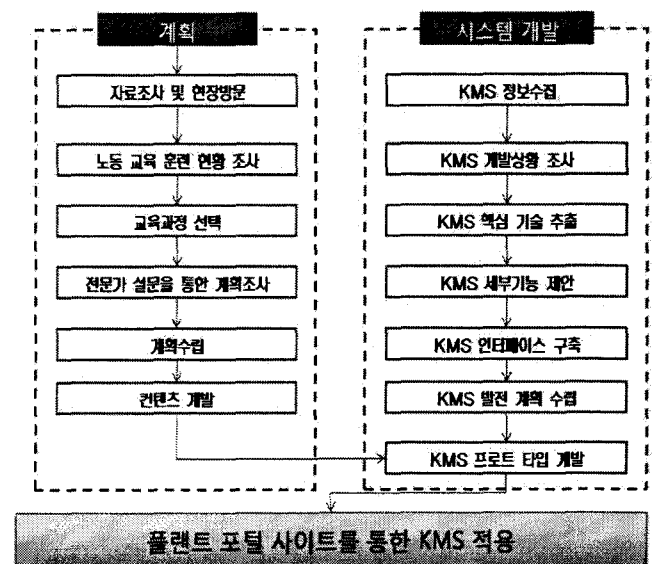 계획
자료조사 및 현장방문
노동 교육 훈련 현황 조사
교육과정 선택
전문가 설문을 통한 계획조사
계획수립
컨텐츠 개발
시스템 개발
KMS 정보수집
KMS 개발상황 조사
KMS 핵심 기술 추출
KMS 세부기능 제안
KMS 인터페이스 구축
KMS 발전 계획 수립
KMS 프로트 타입 개발
플랜트 포털 사이트를 통한 KMS 적용